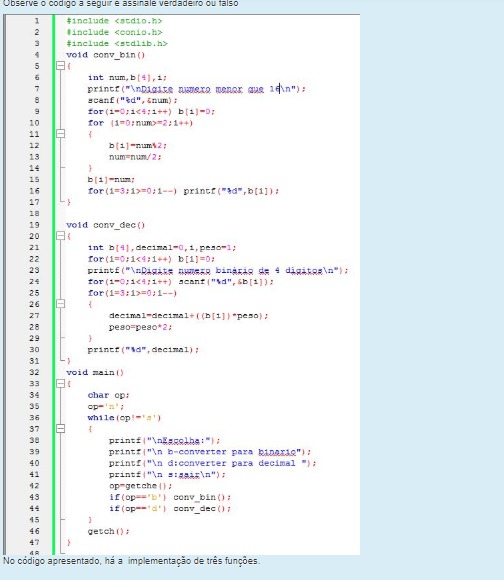 Observe o código a seguir e assinale verdadeiro ou falso
1 #include <stdio.h>
2 #include <conio.h>
3 #include <stdlib.h>
4 void conv_bin()
5 {
6 int num,b[4],i;
7 printf("\nDigite numero menor que 16\n");
8 scanf("%d",&num);
9 for(i=0;i<4;i++) b[i]=0;
10 for (i=0;num>=2;i++)
11 {
12 b[i]=num%2;
13 num=num/2;
14 }
15 b[i]=num;
16 for(i=3;i>=0;i--) printf("%d",b[i]);
17 }
18
19 void conv_dec()
20 {
21 int b[4],decimal=0,i,peso=1;
22 for(i=0;i<4;i++) b[i]=0;
23 printf("\nDigite numero binário de 4 digitos\n");
24 for(i=0;i<4;i++) scanf("%d",&b[i]);
25 for(i=3;i>=0;i--)
26 {
27 decimal=decimal+((b[i])*peso);
28 peso=peso*2;
29 }
30 printf("%d",decimal);
31 }
32 void main()
33 {
34 char op;
35 op='n';
36 while(op!='s')
37 {
38 printf("\nEscolha:");
39 printf("\n b-converter para binario");
40 printf("\n d:converter para decimal ");
41 printf("\n s:sair\n");
42 op=getche();
43 if(op=='b') conv_bin();
44 if(op=='d') conv_dec();
45 }
46 getch();
47 }
48
No código apresentado, há a implementação de três funções.